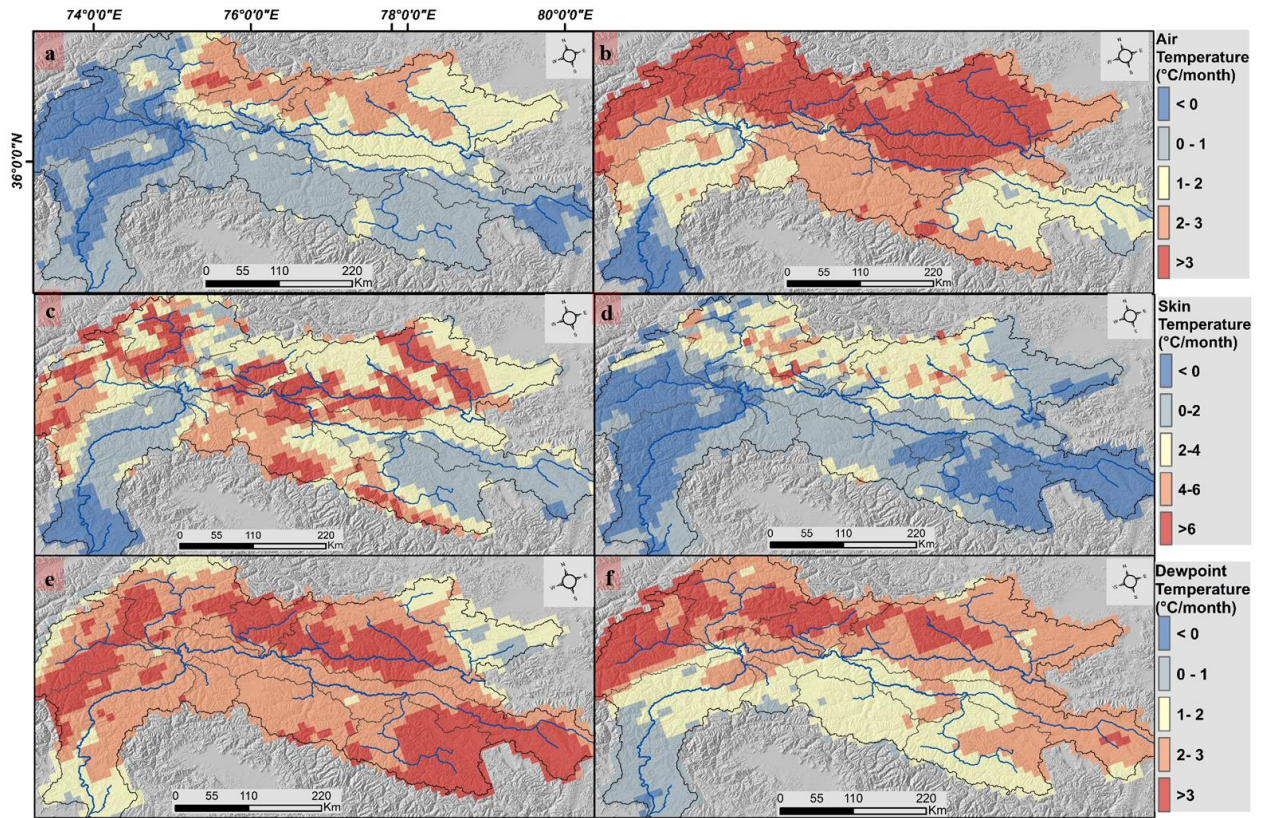 74°0'0"E 76°0'0"E 78°0'0"E 80°0'0"E
36°0'0"N
a
N
E
S
0 55 110 220
Km
b
N
E
S
0 55 110 220
Km
Air
Temperature
(°C/month)
< 0
0 - 1
1- 2
2- 3
>3
c
N
E
S
0 55 110 220
Km
d
N
E
S
0 55 110 220
Km
Skin
Temperature
(°C/month)
< 0
0-2
2-4
4-6
>6
e
N
E
S
0 55 110 220
Km
f
N
E
S
0 55 110 220
Km
Dewpoint
Temperature
(°C/month)
< 0
0 - 1
1- 2
2- 3
>3